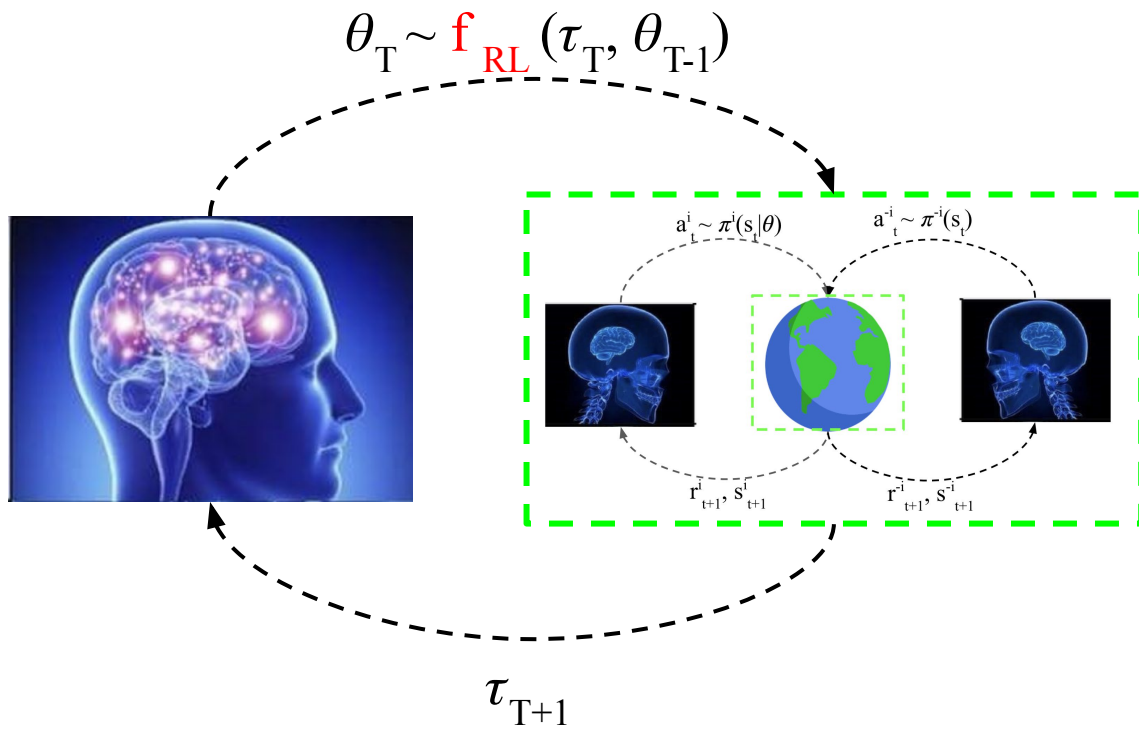 θ_T ~ f_RL (τ_T, θ_T-1)
a^i_t ~ π^i(s_t|θ)
a^-i_t ~ π^-i(s_t)
r^i_t+1, s^i_t+1
r^-i_t+1, s^-i_t+1
τ_T+1